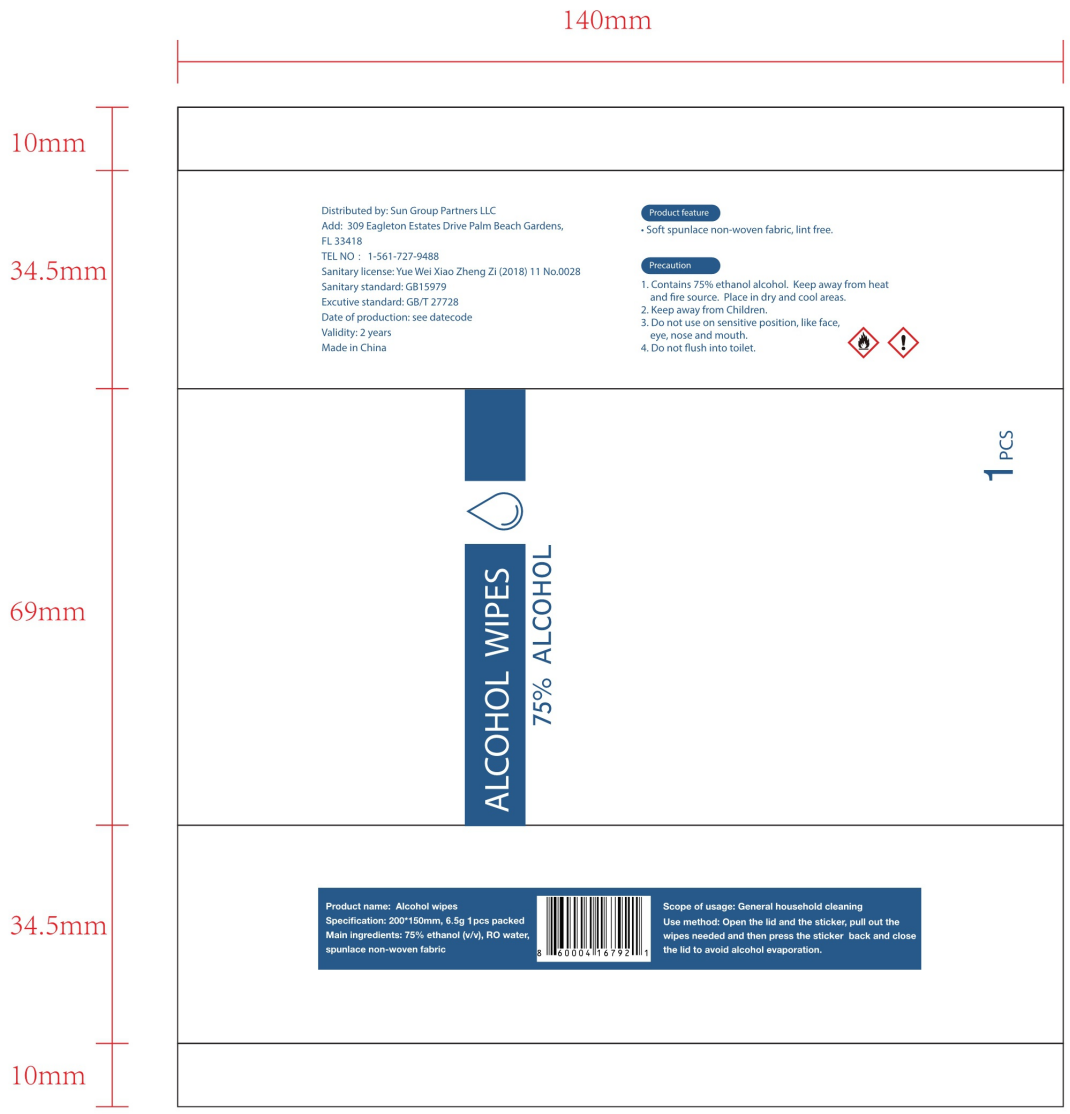 140mm
10mm
34.5mm
69mm
34.5mm
10mm
Distributed by: Sun Group Partners LLC
Add:  309 Eagleton Estates Drive Palm Beach Gardens,
FL 33418
TEL NO :   1-561-727-9488
Sanitary license: Yue Wei Xiao Zheng Zi (2018) 11 No.0028
Sanitary standard: GB15979
Excutive standard: GB/T 27728
Date of production: see datecode
Validity: 2 years
Made in China
Product feature
• Soft spunlace non-woven fabric, lint free.
Precaution
1. Contains 75% ethanol alcohol.  Keep away from heat
and fire source.  Place in dry and cool areas.
2. Keep away from Children.
3. Do not use on sensitive position, like face,
eye, nose and mouth.
4. Do not flush into toilet.
ALCOHOL WIPES
75% ALCOHOL
1 PCS
Product name:  Alcohol wipes
Specification: 200*150mm, 6.5g 1pcs packed
Main ingredients: 75% ethanol (v/v), RO water,
spunlace non-woven fabric
8 60004 16792 1
Scope of usage: General household cleaning
Use method: Open the lid and the sticker, pull out the
wipes needed and then press the sticker  back and close
the lid to avoid alcohol evaporation.